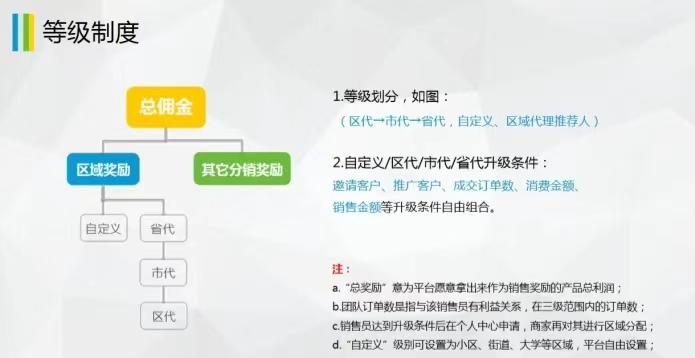 等级制度
总佣金
区域奖励
其它分销奖励
自定义
省代
市代
区代
1.等级划分，如图：
（区代→市代→省代，自定义、区域代理推荐人）
2.自定义/区代/市代/省代升级条件：
邀请客户、推广客户、成交订单数、消费金额、
销售金额等升级条件自由组合。
注：
a.“总奖励”意为平台愿意拿出来作为销售奖励的产品总利润；
b.团队订单数是指与该销售员有利益关系，在三级范围内的订单数；
c.销售员达到升级条件后在个人中心申请，商家再对其进行区域分配；
d.“自定义”级别可设置为小区、街道、大学等区域，平台自由设置；